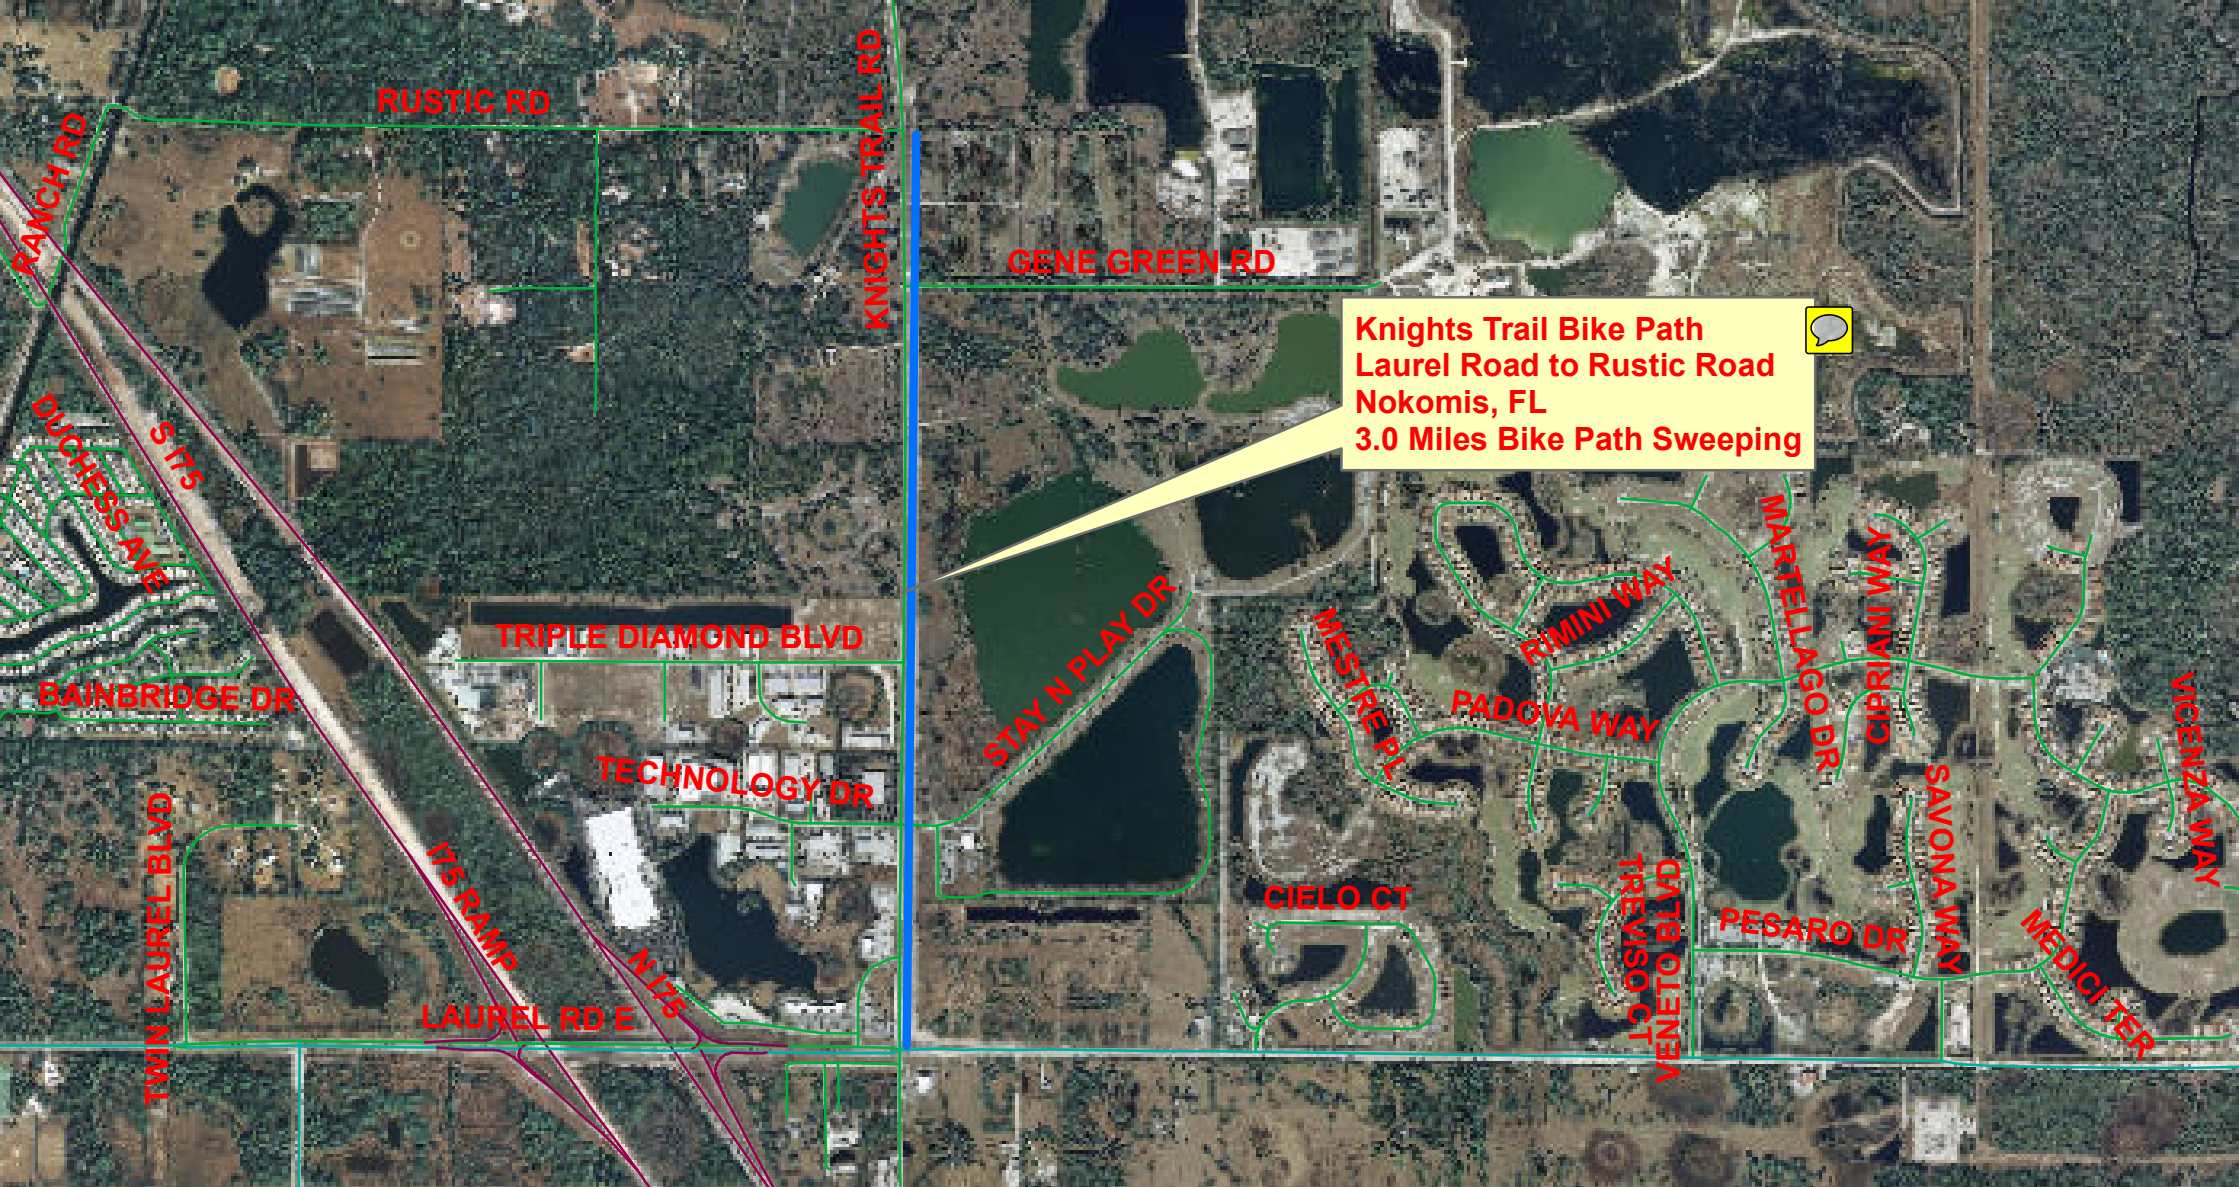 KNIGHTS TRAIL RD
RUSTIC RD
RANCH RD
GENE GREEN RD
Knights Trail Bike Path
Laurel Road to Rustic Road
Nokomis, FL
3.0 Miles Bike Path Sweeping
DUCHESS AVE
S I75
MARTELLAGO DR
CIPRIANI WAY
RIMINI WAY
STAY N PLAY DR
MESTRE PL
TRIPLE DIAMOND BLVD
BAINBRIDGE DR
PADOVA WAY
VICENZA WAY
TECHNOLOGY DR
SAVONA WAY
TWIN LAUREL BLVD
I75 RAMP
CIELO CT
TREVISO CT
VENETO BLVD
PESARO DR
MEDICI TER
N I75
LAUREL RD E